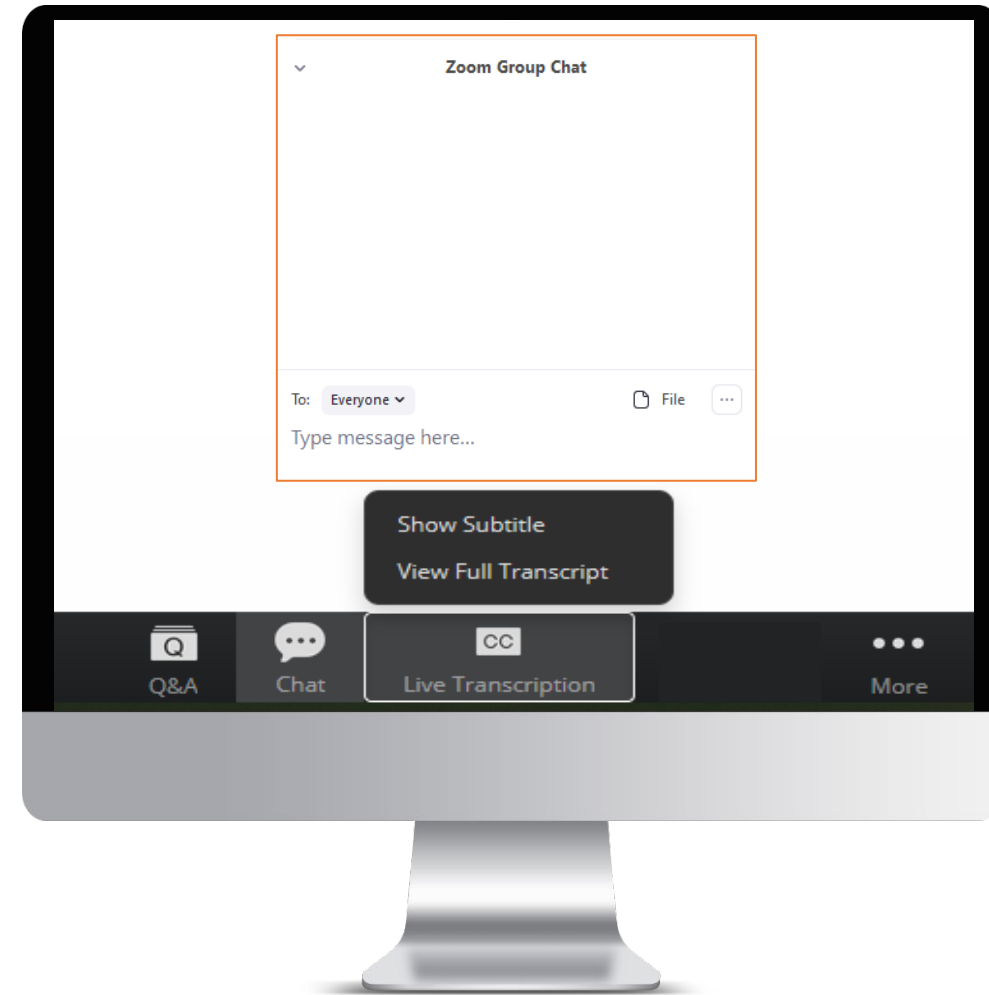 Zoom Group Chat
To: Everyone File ...
Type message here...
Show Subtitle
View Full Transcript
Q CC
Q&A Chat Live Transcription More